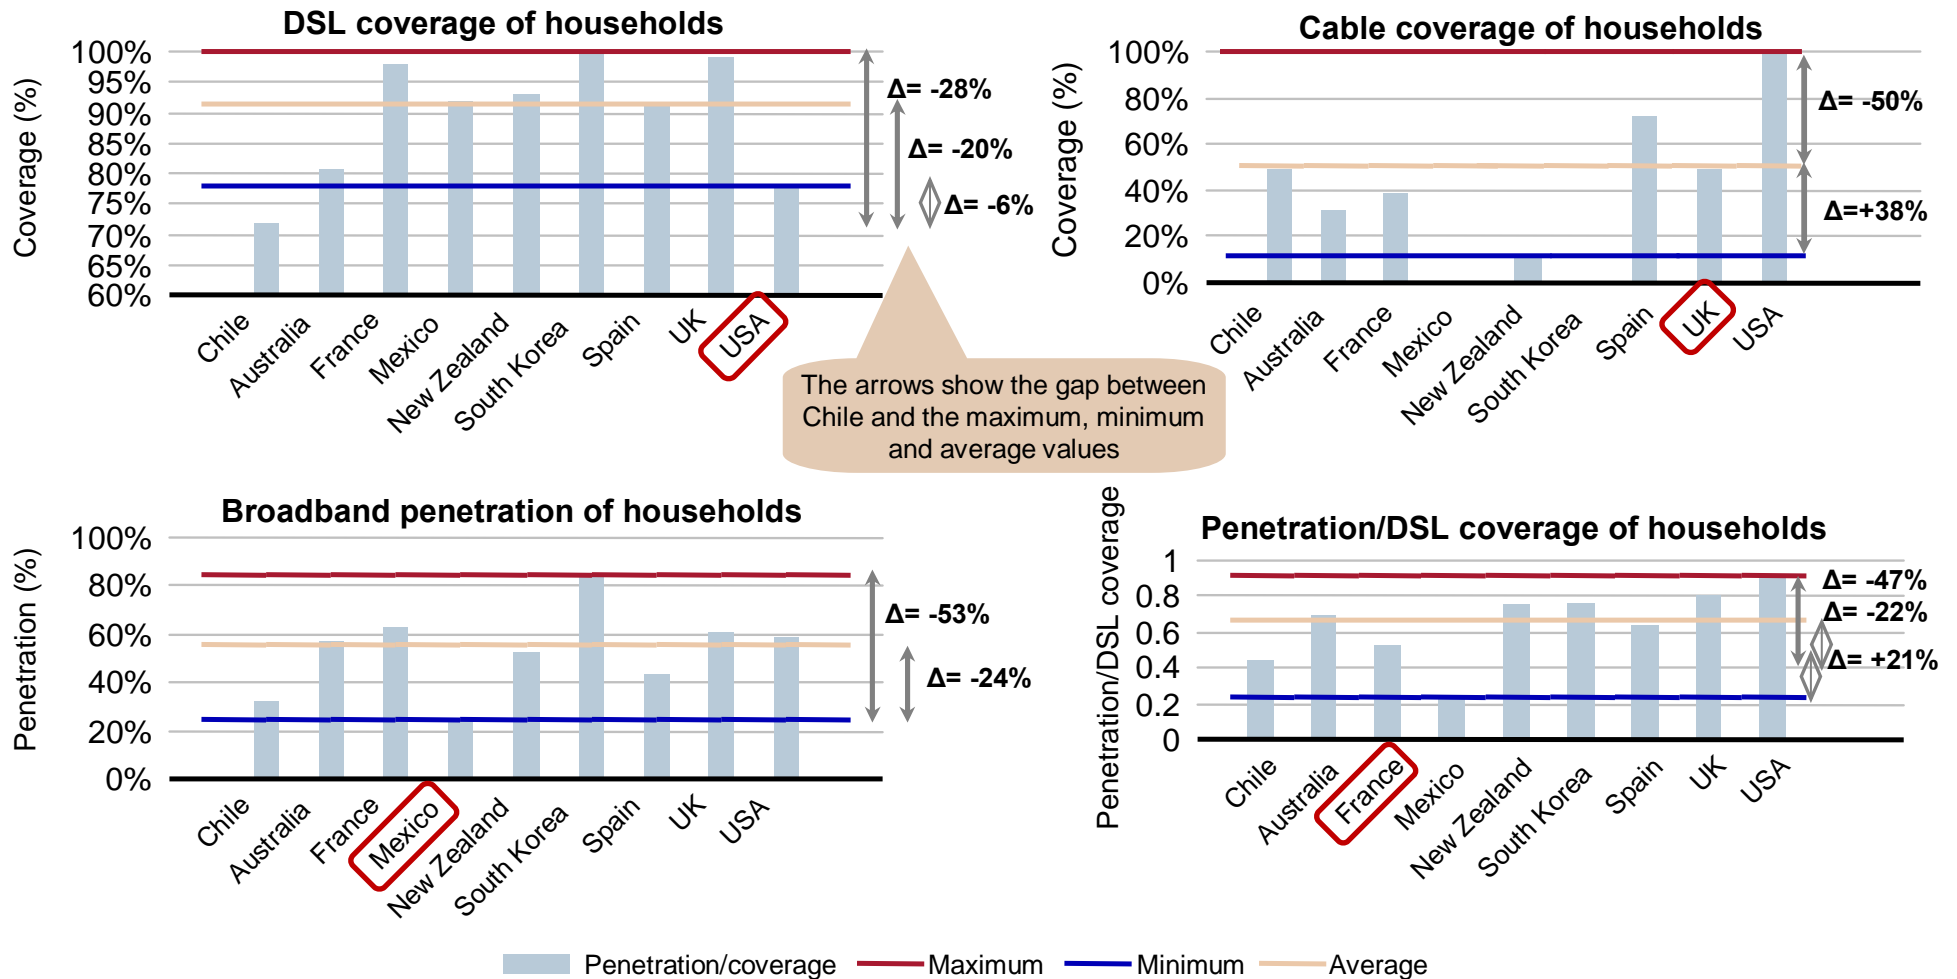 DSL coverage of households
Coverage (%)
100%
95%
90%
85%
80%
75%
70%
65%
60%
Δ= -28%
Δ= -20%
Δ= -6%
Chile
Australia
France
Mexico
New Zealand
South Korea
Spain
UK
USA
Cable coverage of households
Coverage (%)
100%
80%
60%
40%
20%
0%
Δ= -50%
Δ=+38%
Chile
Australia
France
Mexico
New Zealand
South Korea
Spain
UK
USA
The arrows show the gap between
Chile and the maximum, minimum
and average values
Broadband penetration of households
Penetration (%)
100%
80%
60%
40%
20%
0%
Δ= -53%
Δ= -24%
Chile
Australia
France
Mexico
New Zealand
South Korea
Spain
UK
USA
Penetration/DSL coverage of households
Penetration/DSL coverage
1
0.8
0.6
0.4
0.2
0
Δ= -47%
Δ= -22%
Δ= +21%
Chile
Australia
France
Mexico
New Zealand
South Korea
Spain
UK
USA
Penetration/coverage
Maximum
Minimum
Average